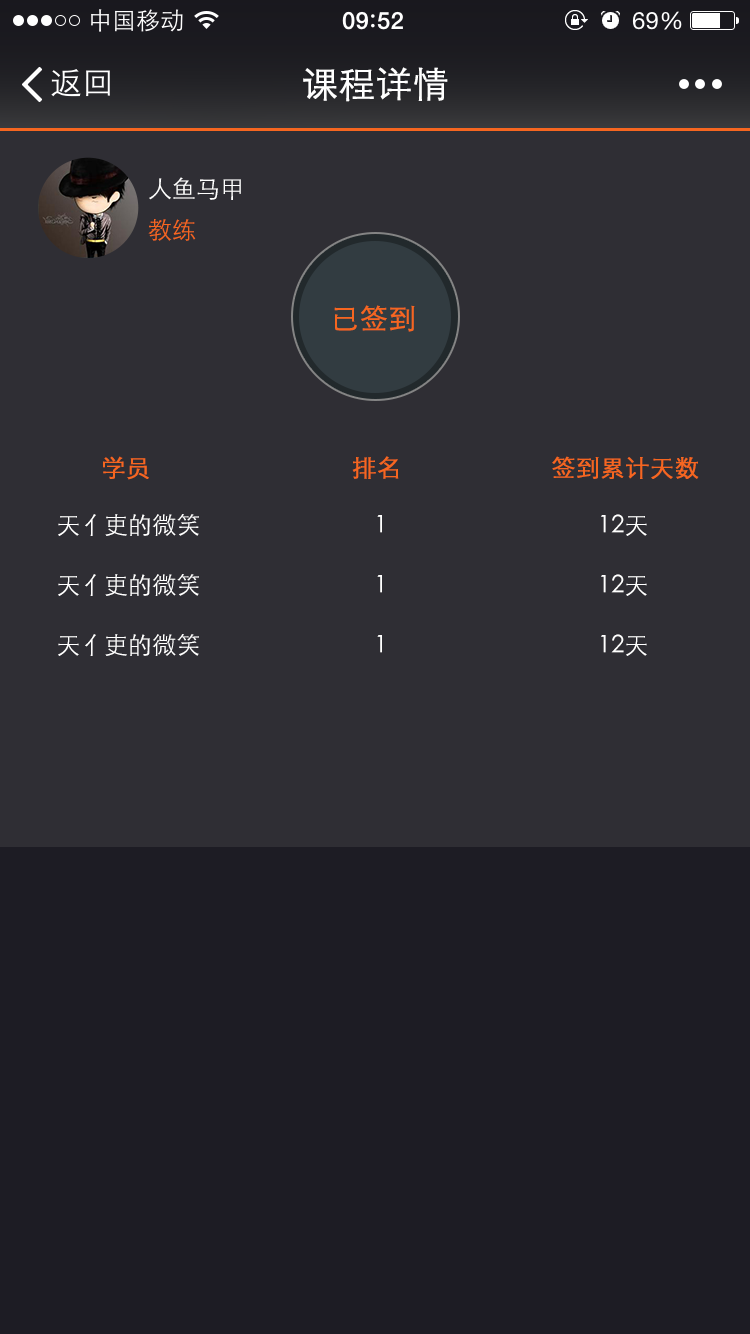 中国移动 09:52 69%
返回 课程详情
人鱼马甲
教练
已签到
学员 排名 签到累计天数
天亻吏的微笑 1 12天
天亻吏的微笑 1 12天
天亻吏的微笑 1 12天